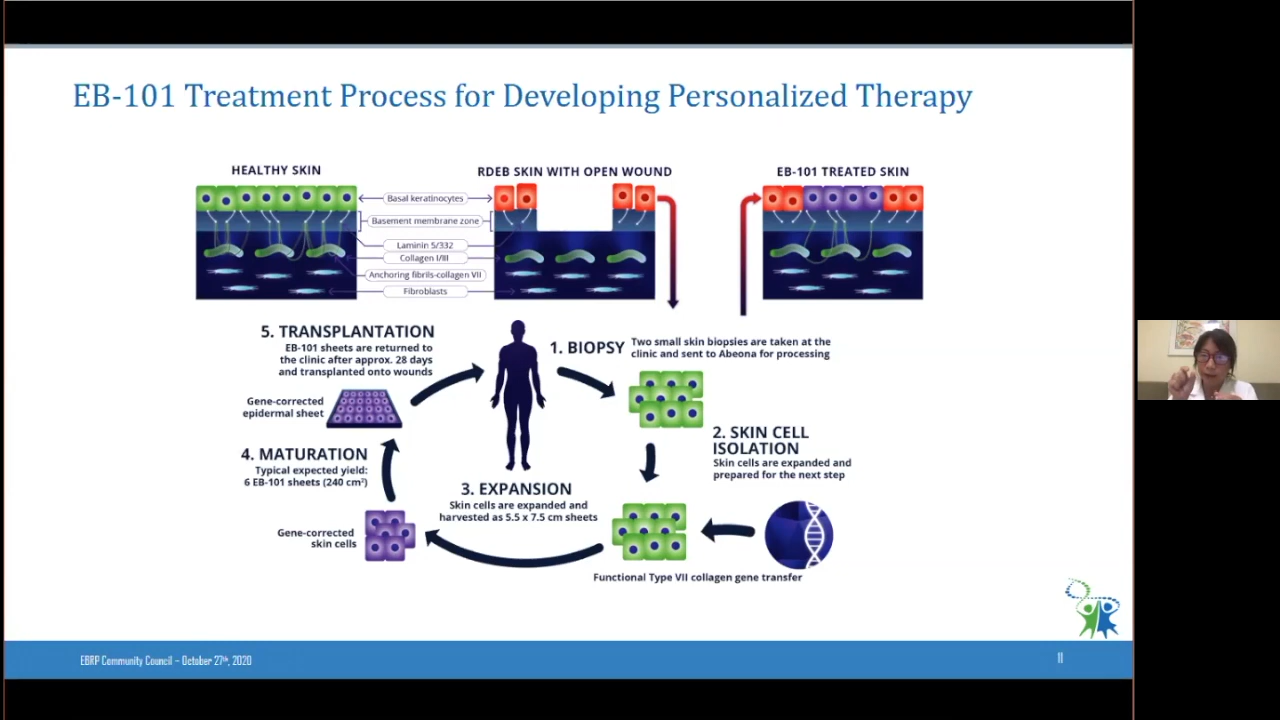 EB-101 Treatment Process for Developing Personalized Therapy
HEALTHY SKIN
RDEB SKIN WITH OPEN WOUND
EB-101 TREATED SKIN
Basal keratinocytes
Basement membrane zone
Laminin 5/332
Collagen I/III
Anchoring fibrils-collagen VII
Fibroblasts
1. BIOPSY
Two small skin biopsies are taken at the
clinic and sent to Abeona for processing
2. SKIN CELL
ISOLATION
Skin cells are expanded and
prepared for the next step
Functional Type VII collagen gene transfer
3. EXPANSION
Skin cells are expanded and
harvested as 5.5 x 7.5 cm sheets
Gene-corrected
skin cells
4. MATURATION
Typical expected yield:
6 EB-101 sheets (240 cm²)
Gene-corrected
epidermal sheet
5. TRANSPLANTATION
EB-101 sheets are returned to
the clinic after approx. 28 days
and transplanted onto wounds
EBRP Community Council – October 27th, 2020
11